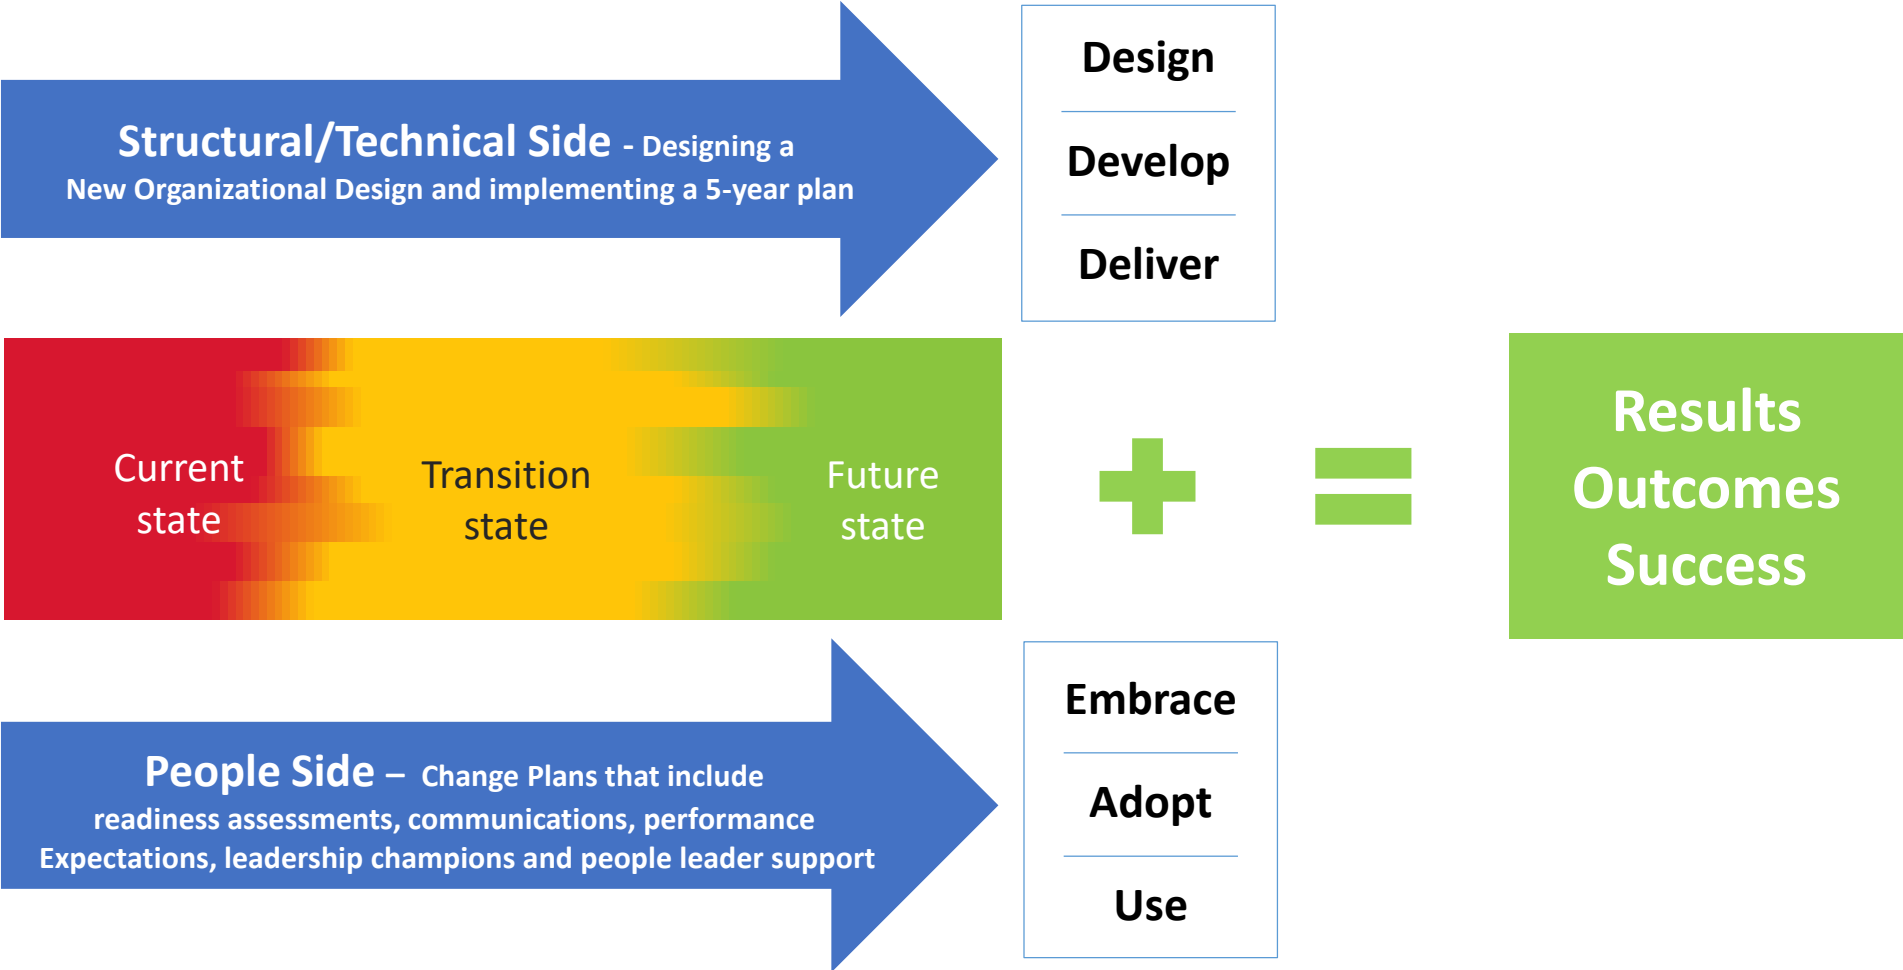 Structural/Technical Side - Designing a
New Organizational Design and implementing a 5-year plan
Design
Develop
Deliver
Current
state
Transition
state
Future
state
+
=
Results
Outcomes
Success
People Side – Change Plans that include
readiness assessments, communications, performance
Expectations, leadership champions and people leader support
Embrace
Adopt
Use